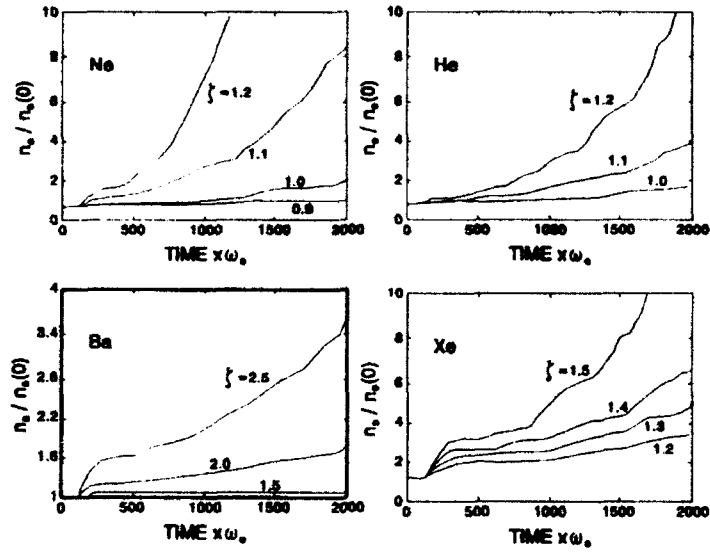 Ne
n_e / n_e(0)
10
8
6
4
2
0
ζ = 1.2
1.1
1.0
0.9
0 500 1000 1500 2000
TIME x ω_e
He
n_e / n_e(0)
10
8
6
4
2
0
ζ = 1.2
1.1
1.0
0 500 1000 1500 2000
TIME x ω_e
Ba
n_e / n_e(0)
4
3.4
2.8
2.2
1.6
1
ζ = 2.5
2.0
1.5
0 500 1000 1500 2000
TIME x ω_e
Xe
n_e / n_e(0)
10
8
6
4
2
0
ζ = 1.5
1.4
1.3
1.2
0 500 1000 1500 2000
TIME x ω_e